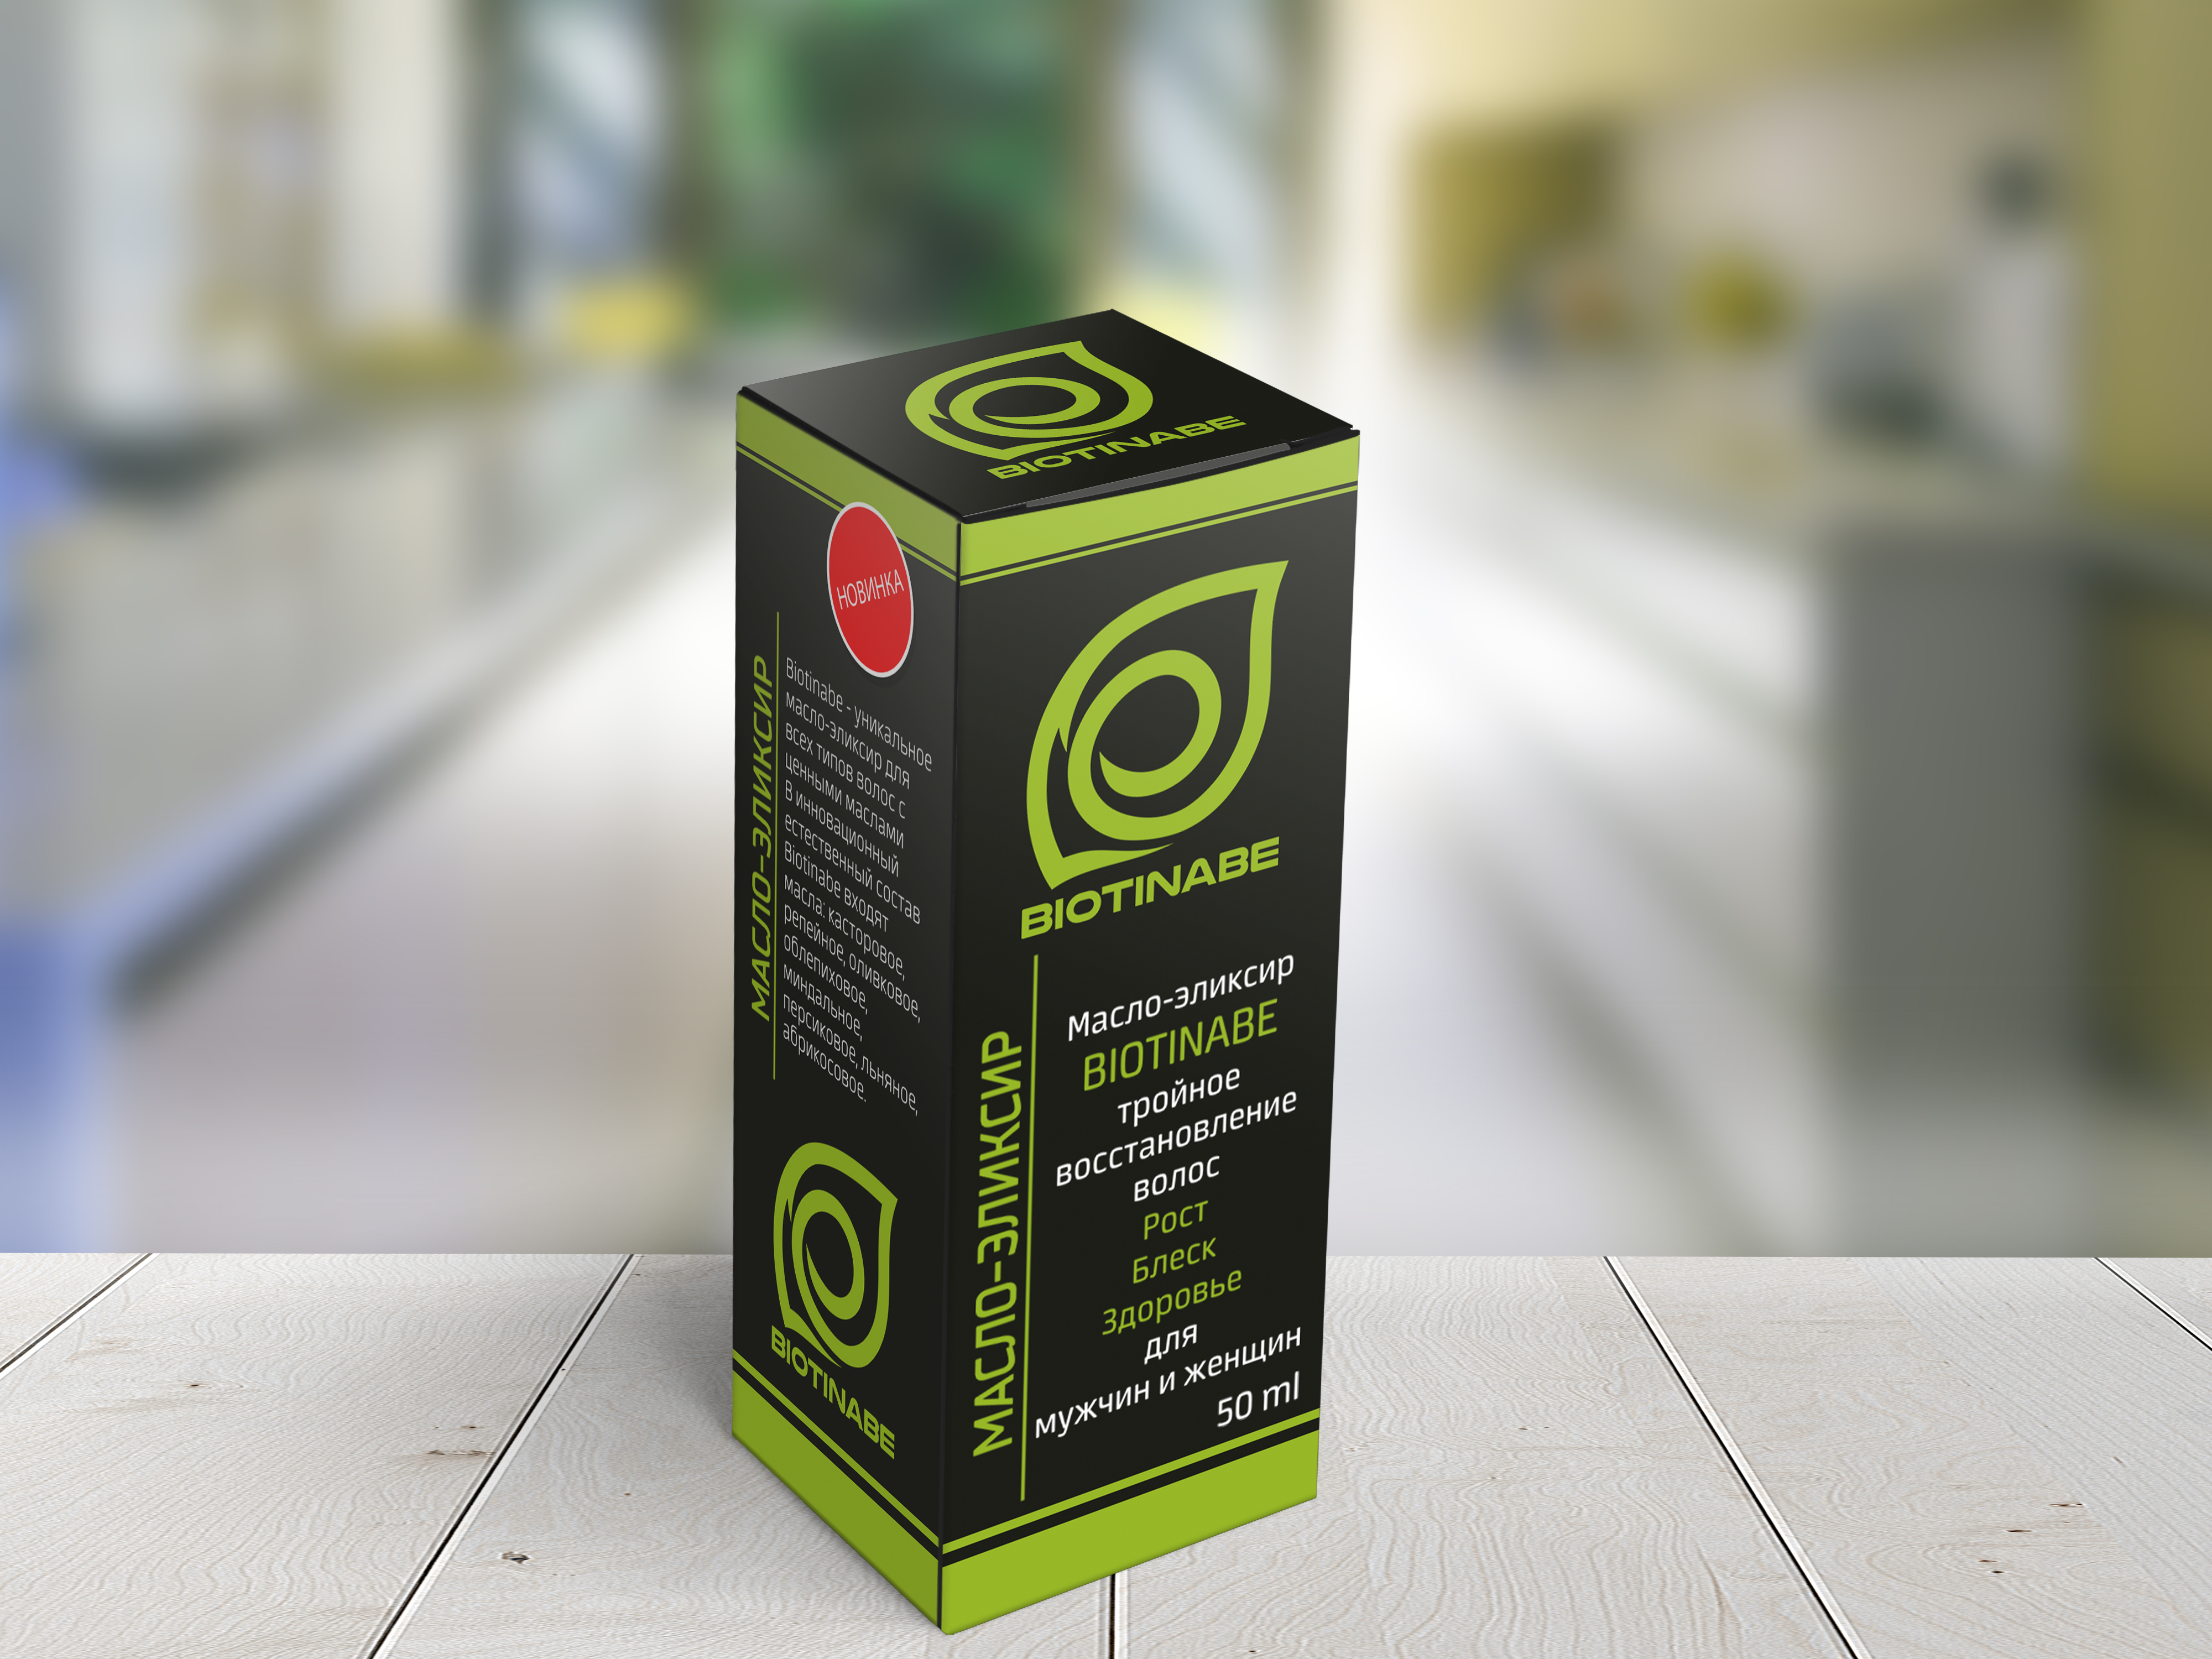 BIOTINABE
НОВИНКА
МАСЛО-ЭЛИКСИР
Biotinabe - уникальное
масло-эликсир для
всех типов волос с
ценными маслами
В инновационный
естественный состав
Biotinabe входят
масла: касторовое,
репейное, оливковое,
облепиховое,
миндальное,
персиковое, льняное,
абрикосовое.
BIOTINABE
BIOTINABE
МАСЛО-ЭЛИКСИР
Масло-эликсир
BIOTINABE
тройное
восстановление
волос
Рост
Блеск
Здоровье
для
мужчин и женщин
50 ml